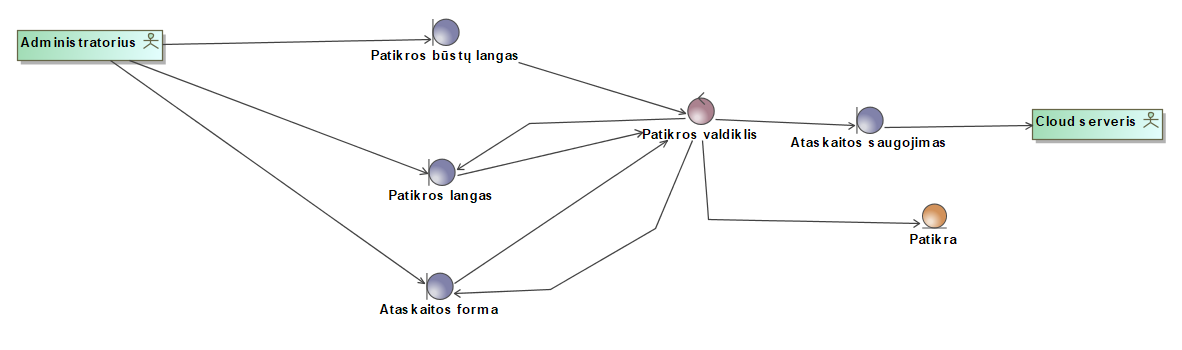 Administratorius
Patikros būstų langas
Patikros valdiklis
Ataskaitos saugojimas
Cloud serveris
Patikros langas
Patikra
Ataskaitos forma